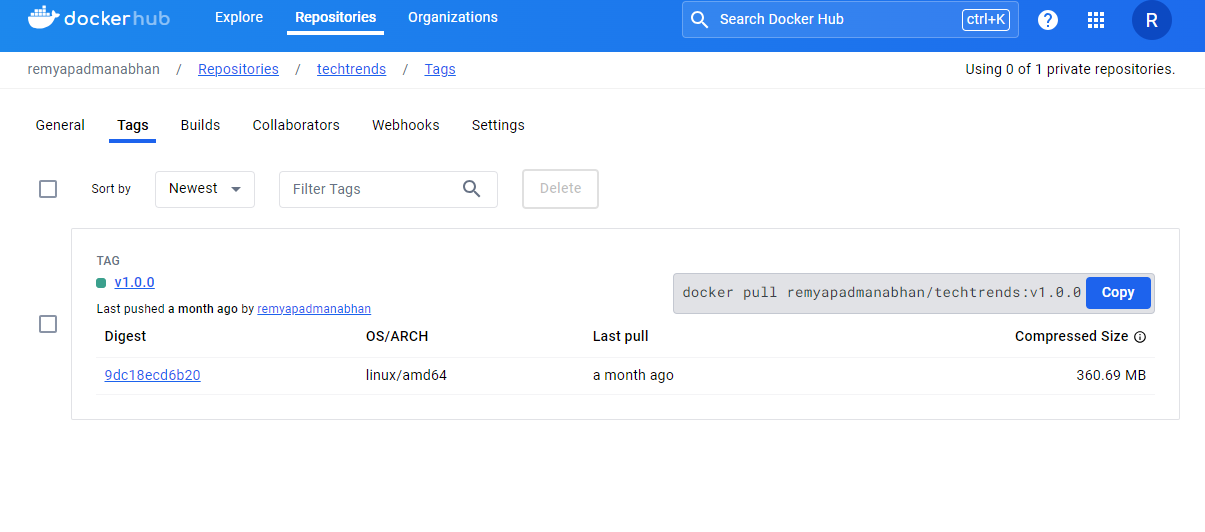 docker hub Explore Repositories Organizations Search Docker Hub ctrl+K ? R
remyapadmanabhan / Repositories / techtrends / Tags Using 0 of 1 private repositories.
General Tags Builds Collaborators Webhooks Settings
Sort by Newest Filter Tags Delete
TAG
v1.0.0
docker pull remyapadmanabhan/techtrends:v1.0.0 Copy
Last pushed a month ago by remyapadmanabhan
Digest OS/ARCH Last pull Compressed Size
9dc18ecd6b20 linux/amd64 a month ago 360.69 MB